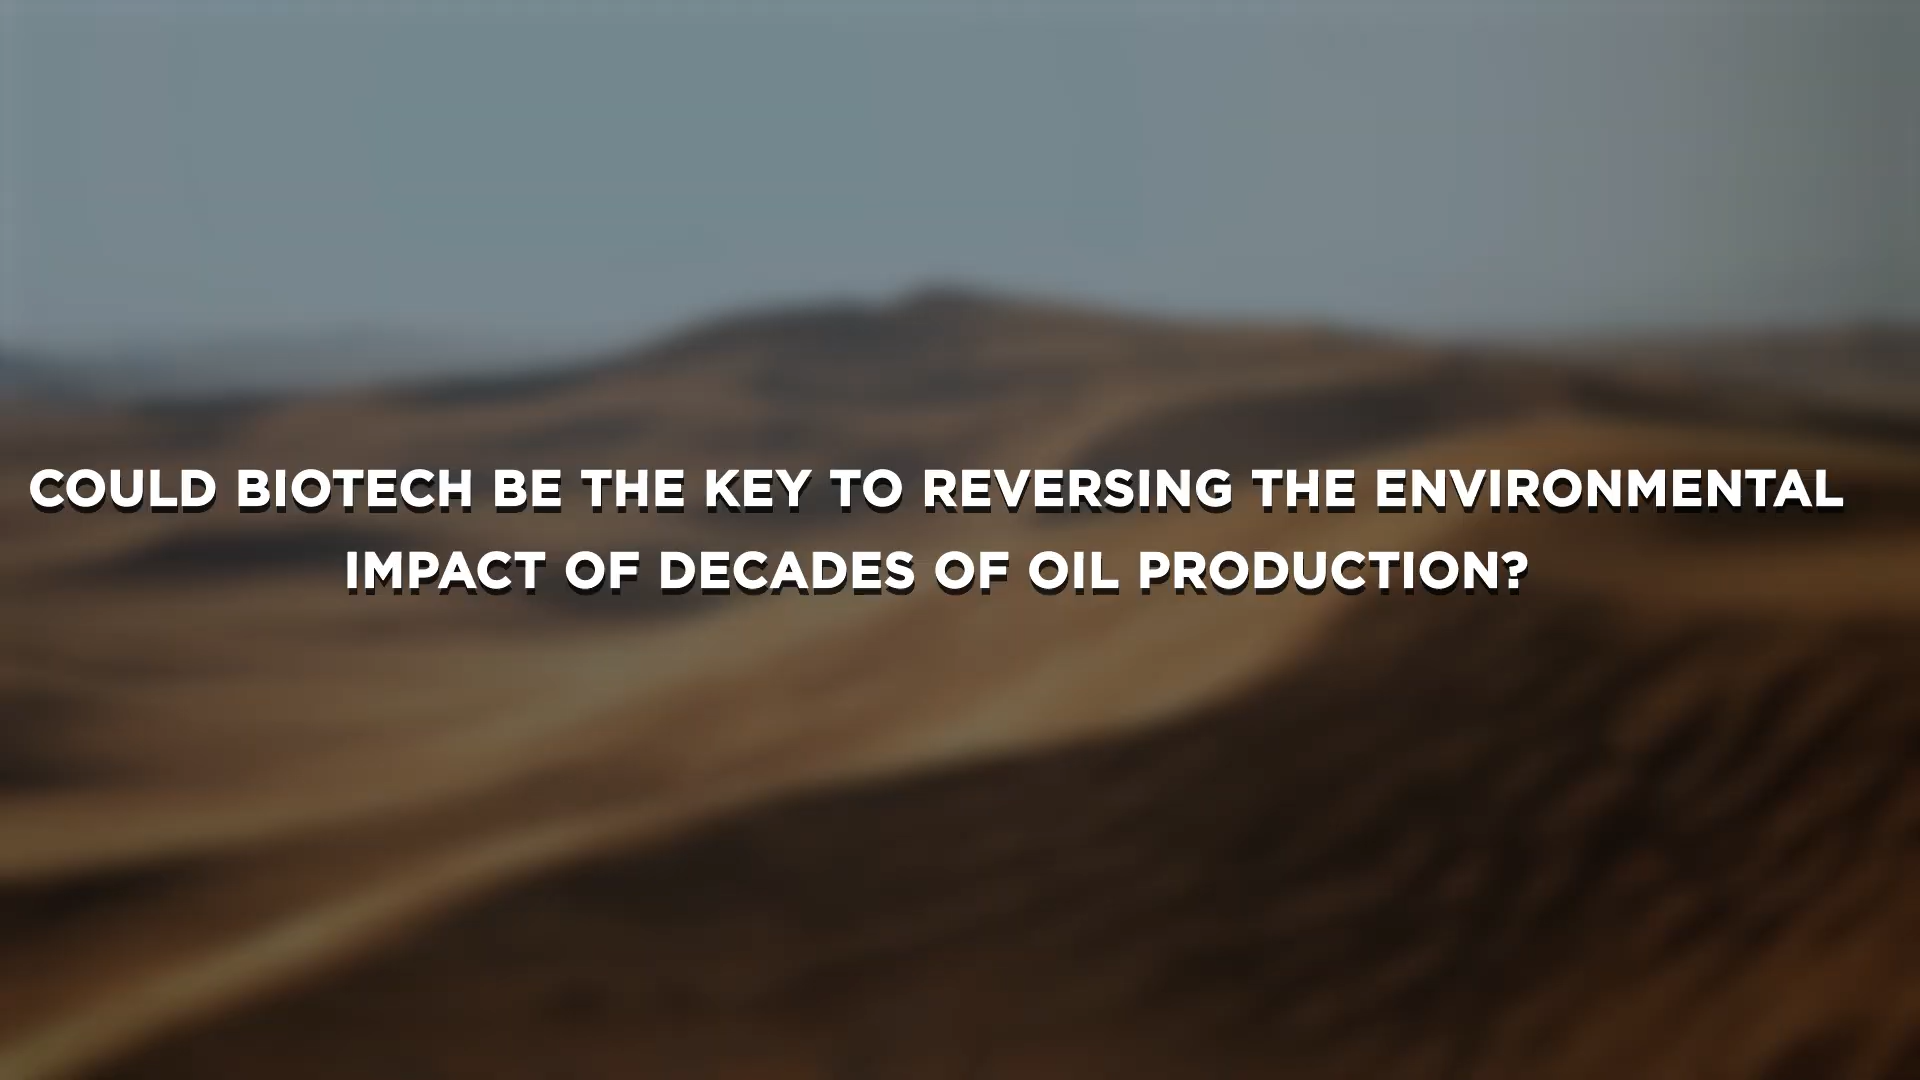 COULD BIOTECH BE THE KEY TO REVERSING THE ENVIRONMENTAL
IMPACT OF DECADES OF OIL PRODUCTION?